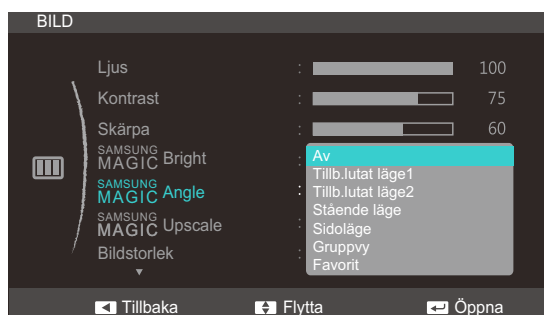 BILD
Ljus : 100
Kontrast : 75
Skärpa : 60
SAMSUNG MAGIC Bright :
SAMSUNG MAGIC Angle :
SAMSUNG MAGIC Upscale :
Bildstorlek :
Av
Tillb.lutat läge1
Tillb.lutat läge2
Stående läge
Sidoläge
Gruppvy
Favorit
Tillbaka Flytta Öppna